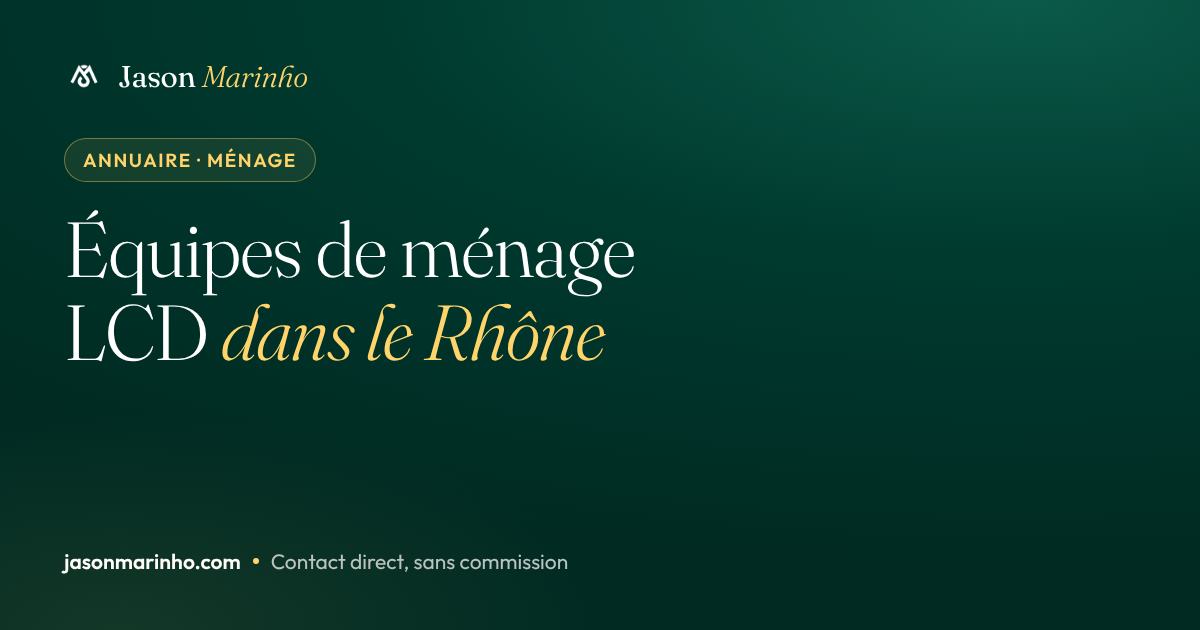 Jason Marinho
ANNUAIRE · MÉNAGE
Équipes de ménage
LCD dans le Rhône
jasonmarinho.com • Contact direct, sans commission